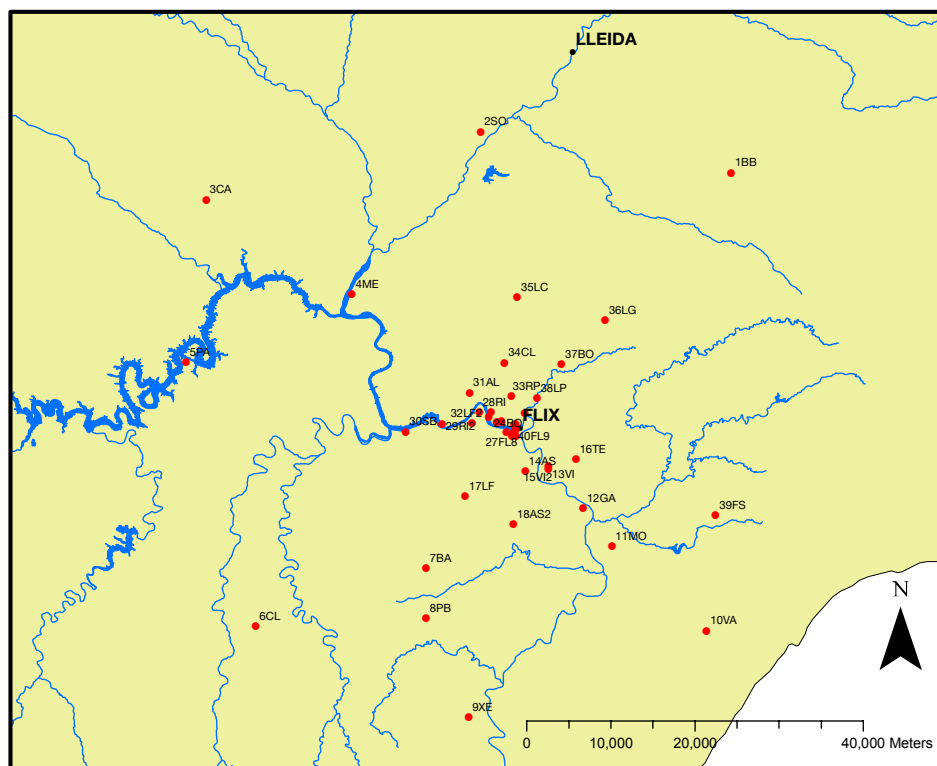 LLEIDA
2SO
1BB
3CA
4ME
35LC
36LG
5PA
34CL
37BO
31AL
33RP
38LP
28RI
32LF2
FLIX
30SB
29RI2
24BO
27FL8
40FL9
14AS
16TE
15VI2
13VI
17LF
12GA
39FS
18AS2
11MO
7BA
8PB
6CL
10VA
N
9XE
0 10,000 20,000 40,000 Meters